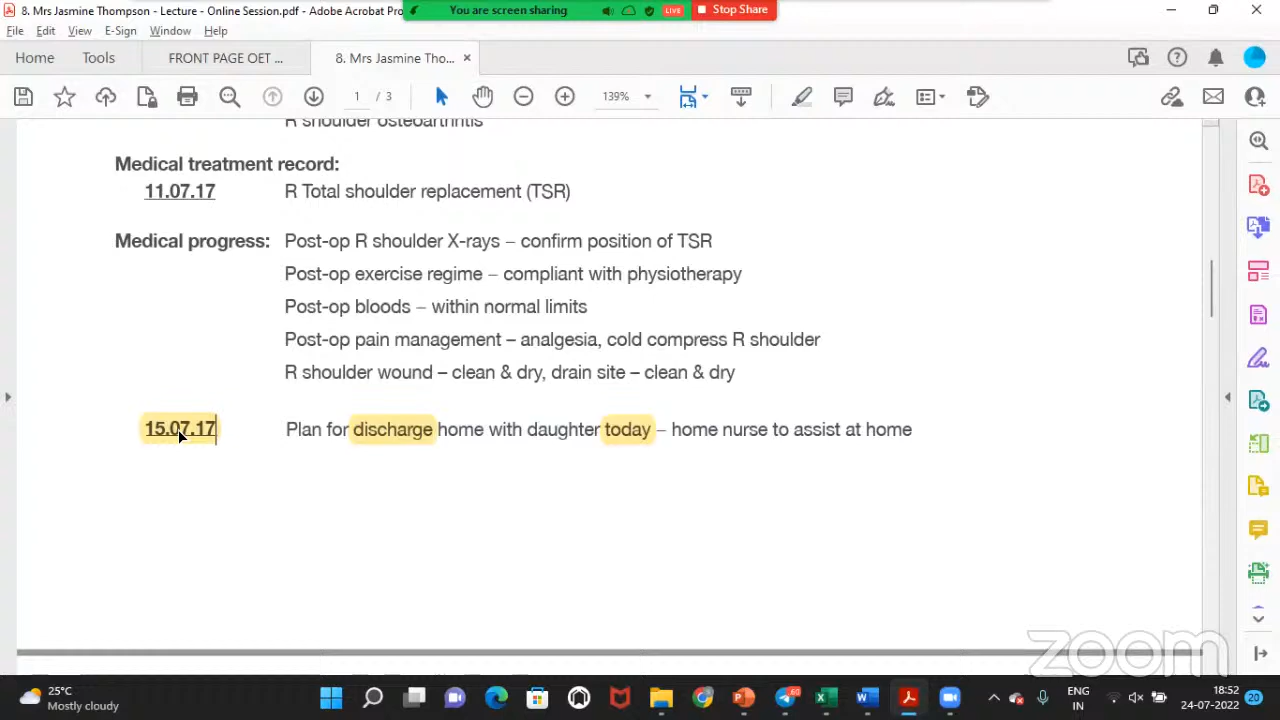 8. Mrs Jasmine Thompson - Lecture - Online Session.pdf - Adobe Acrobat Pro
You are screen sharing
LIVE
Stop Share
File Edit View E-Sign Window Help
Home Tools FRONT PAGE OET ... 8. Mrs Jasmine Tho... ×
1 / 3 139%
R shoulder osteoarthritis
Medical treatment record:
11.07.17 R Total shoulder replacement (TSR)
Medical progress: Post-op R shoulder X-rays – confirm position of TSR
Post-op exercise regime – compliant with physiotherapy
Post-op bloods – within normal limits
Post-op pain management – analgesia, cold compress R shoulder
R shoulder wound – clean & dry, drain site – clean & dry
15.07.17 Plan for discharge home with daughter today – home nurse to assist at home
zoom
25°C
Mostly cloudy
60
ENG
IN
18:52
24-07-2022
20